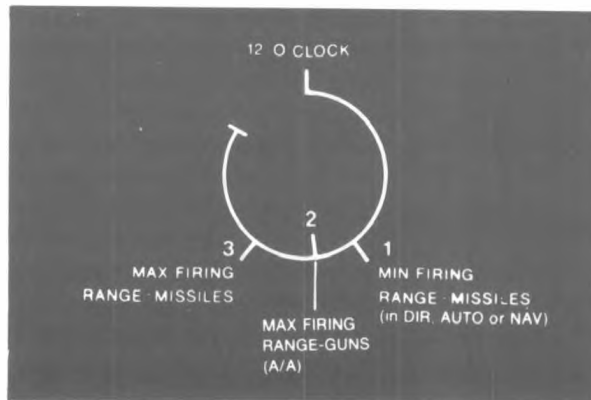 12 O CLOCK
2
3
1
MAX FIRING
RANGE - MISSILES
MIN FIRING
RANGE - MISSILES
(in DIR, AUTO or NAV)
MAX FIRING
RANGE-GUNS
(A/A)